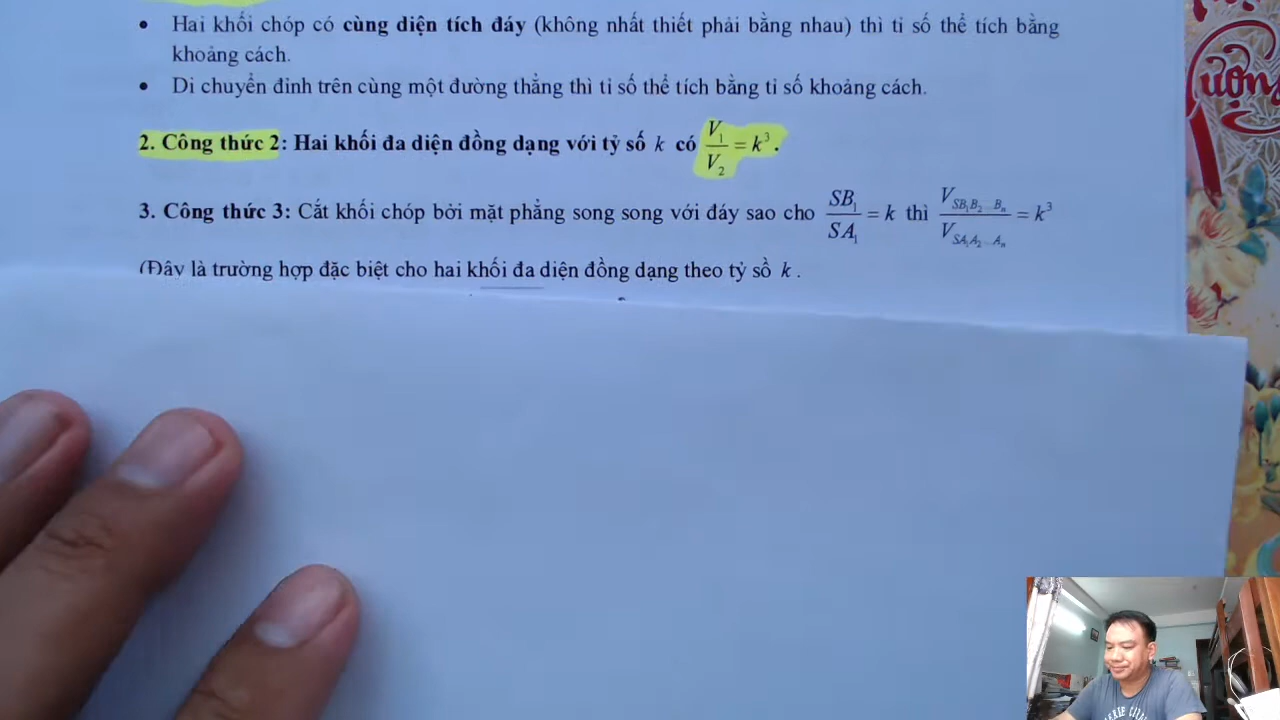 • Hai khối chóp có cùng diện tích đáy (không nhất thiết phải bằng nhau) thì tỉ số thể tích bằng
khoảng cách.
• Di chuyển đỉnh trên cùng một đường thẳng thì tỉ số thể tích bằng tỉ số khoảng cách.
2. Công thức 2: Hai khối đa diện đồng dạng với tỷ số k có V₁/V₂ = k³.
3. Công thức 3: Cắt khối chóp bởi mặt phẳng song song với đáy sao cho SB₁/SA₁ = k thì V_{SB₁B₂...Bₙ}/V_{SA₁A₂...Aₙ} = k³
(Đây là trường hợp đặc biệt cho hai khối đa diện đồng dạng theo tỷ số k .